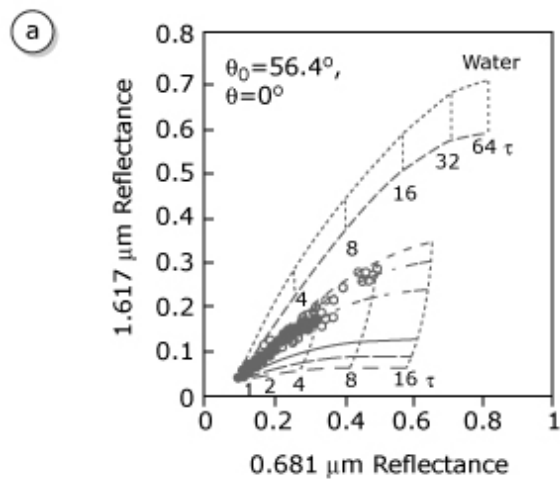 a
0.8
0.7
0.6
0.5
0.4
0.3
0.2
0.1
0
1.617 μm Reflectance
θ0=56.4°,
θ=0°
Water
64 τ
32
16
8
4
1 2 4 8 16 τ
0 0.2 0.4 0.6 0.8 1
0.681 μm Reflectance